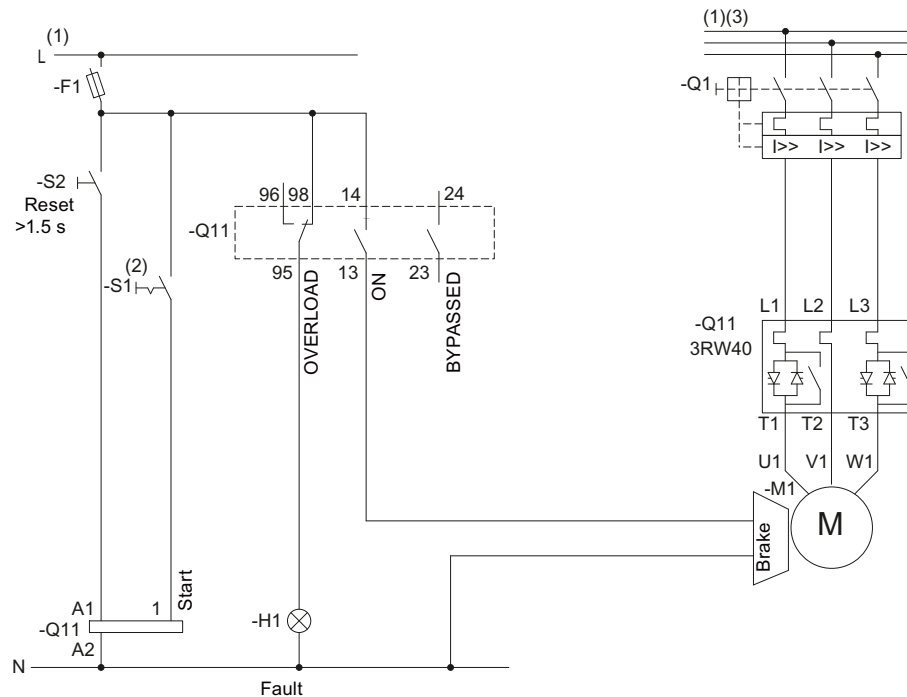 (1)
L
-F1
-S2
Reset
>1.5 s
(2)
-S1
96 98 14 24
-Q11
95 13 23
OVERLOAD
ON
BYPASSED
Start
A1 1
-Q11
A2
-H1
N
Fault
(1)(3)
-Q1
I>> I>> I>>
L1 L2 L3
-Q11
3RW40
T1 T2 T3
U1 V1 W1
-M1
M
Brake